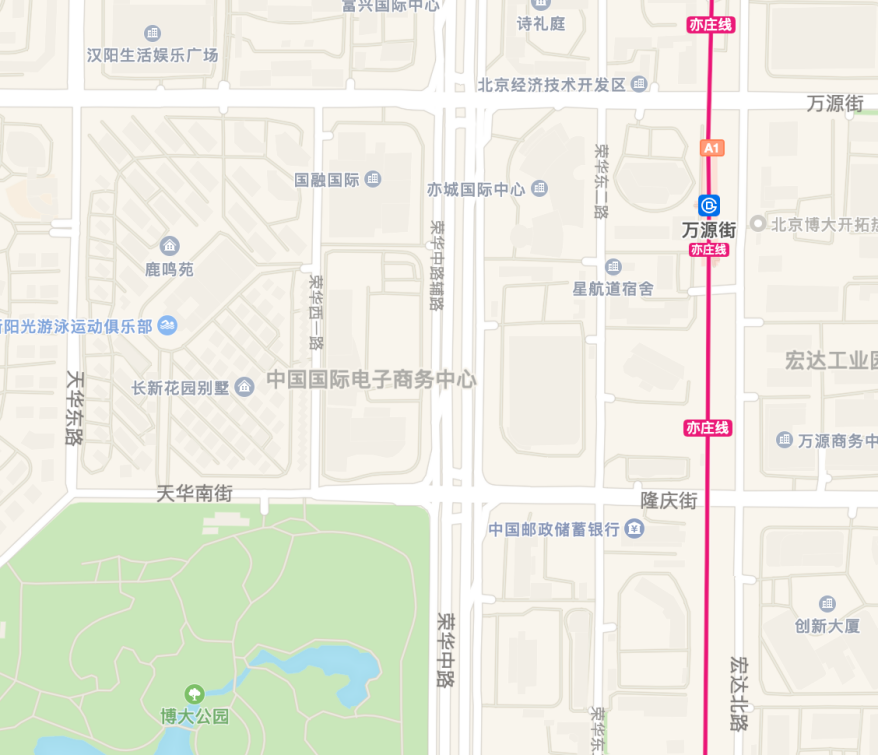 富兴国际中心
亦庄线
诗礼庭
汉阳生活娱乐广场
北京经济技术开发区
万源街
A1
荣华东二路
国融国际
亦城国际中心
万源街
亦庄线
北京博大开拓热
荣华中路辅路
鹿鸣苑
星航道宿舍
荣华西一路
阳光游泳运动俱乐部
宏达工业园
中国国际电子商务中心
长新花园别墅
天华东路
亦庄线
万源商务中
天华南街
隆庆街
中国邮政储蓄银行
创新大厦
荣华中路
宏达北路
博大公园
荣华东